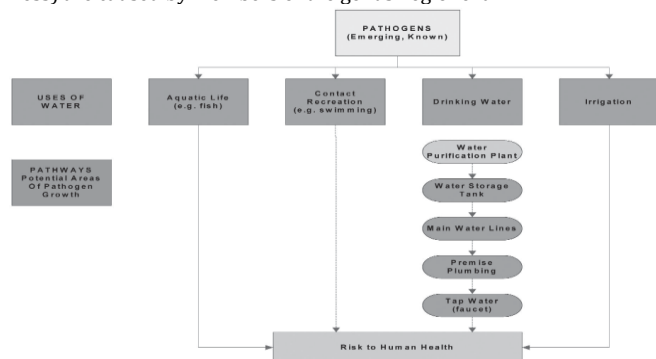 PATHOGENS
(Emerging, Known)
USES OF
WATER
Aquatic Life
(e.g. fish)
Contact
Recreation
(e.g. swimming)
Drinking Water
Irrigation
PATHWAYS
Potential Areas
Of Pathogen
Growth
Water
Purification Plant
Water Storage
Tank
Main Water Lines
Premise
Plumbing
Tap Water
(faucet)
Risk to Human Health